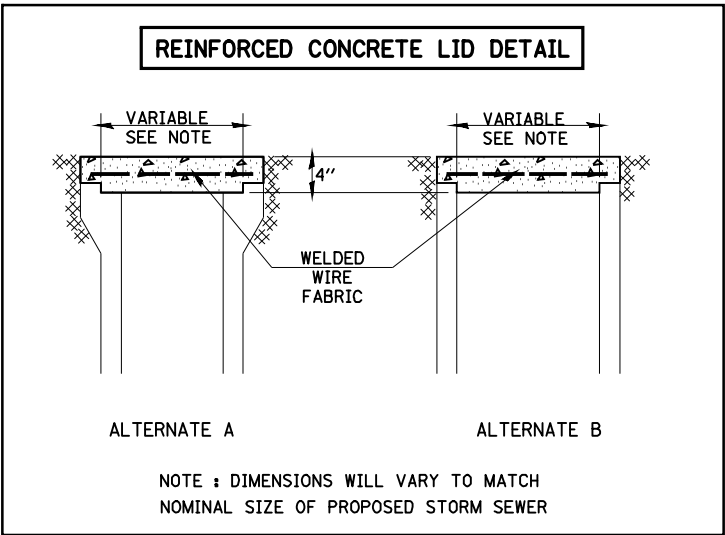 REINFORCED CONCRETE LID DETAIL
VARIABLE
SEE NOTE
VARIABLE
SEE NOTE
4''
WELDED
WIRE
FABRIC
ALTERNATE A
ALTERNATE B
NOTE : DIMENSIONS WILL VARY TO MATCH
NOMINAL SIZE OF PROPOSED STORM SEWER